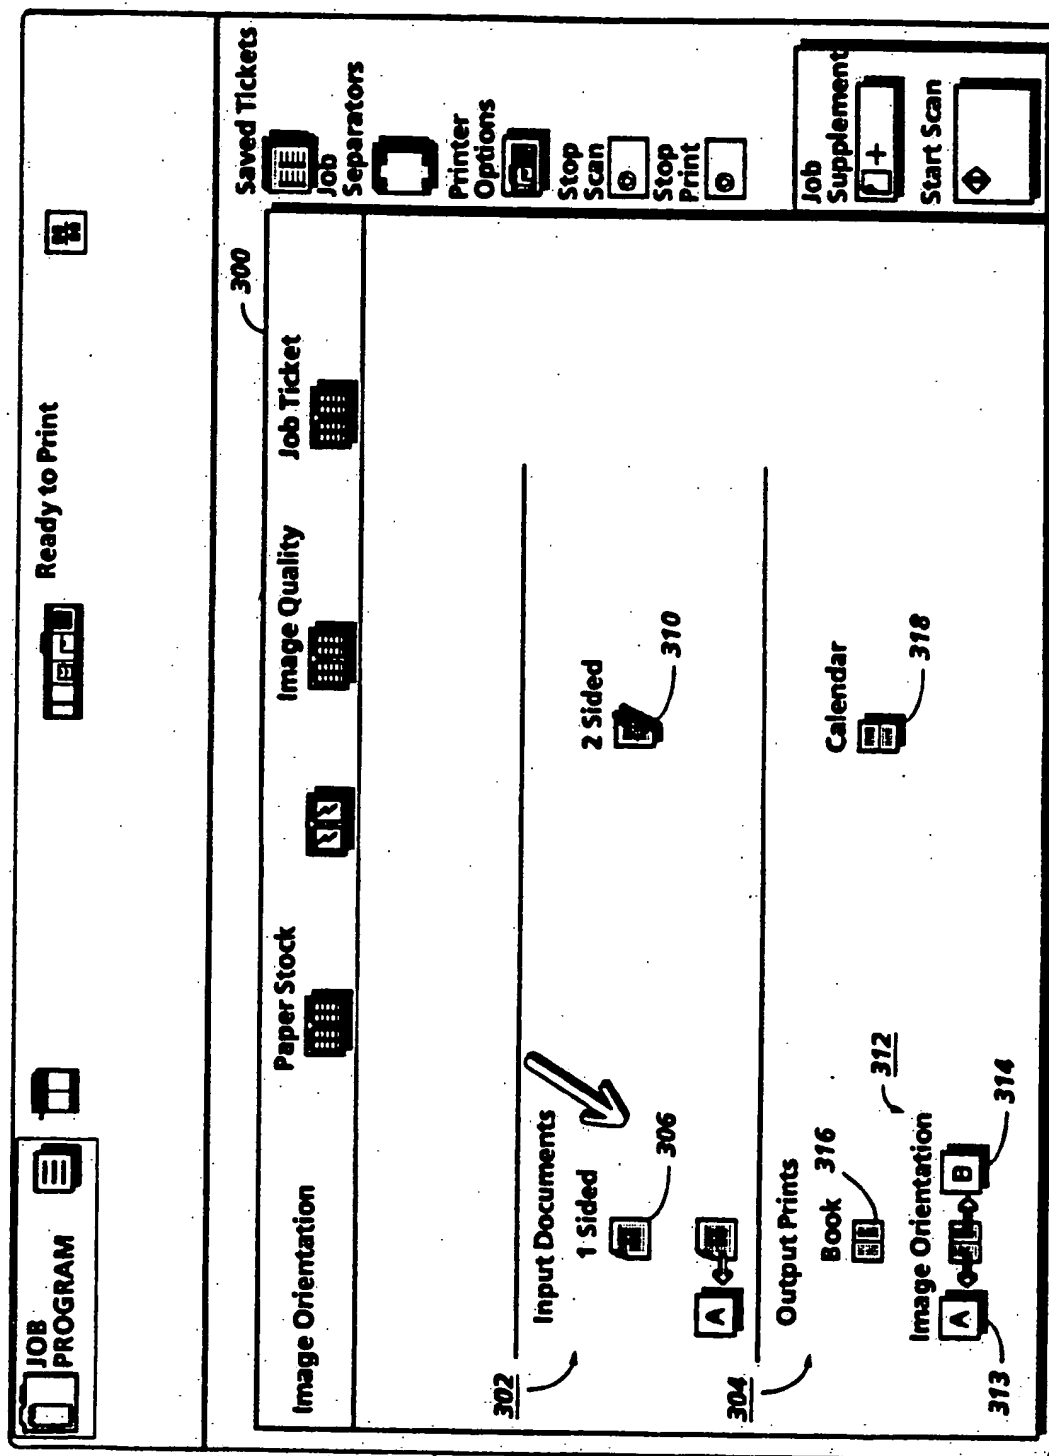 JOB
PROGRAM
Ready to Print
300
Image Orientation
Paper Stock
Image Quality
Job Ticket
Saved Tickets
Job
Separators
Printer
Options
Stop
Scan
Stop
Print
Job
Supplement
Start Scan
302
Input Documents
1 Sided
306
2 Sided
310
A
304
Output Prints
Book
316
Calendar
318
Image Orientation
312
A
B
313
314